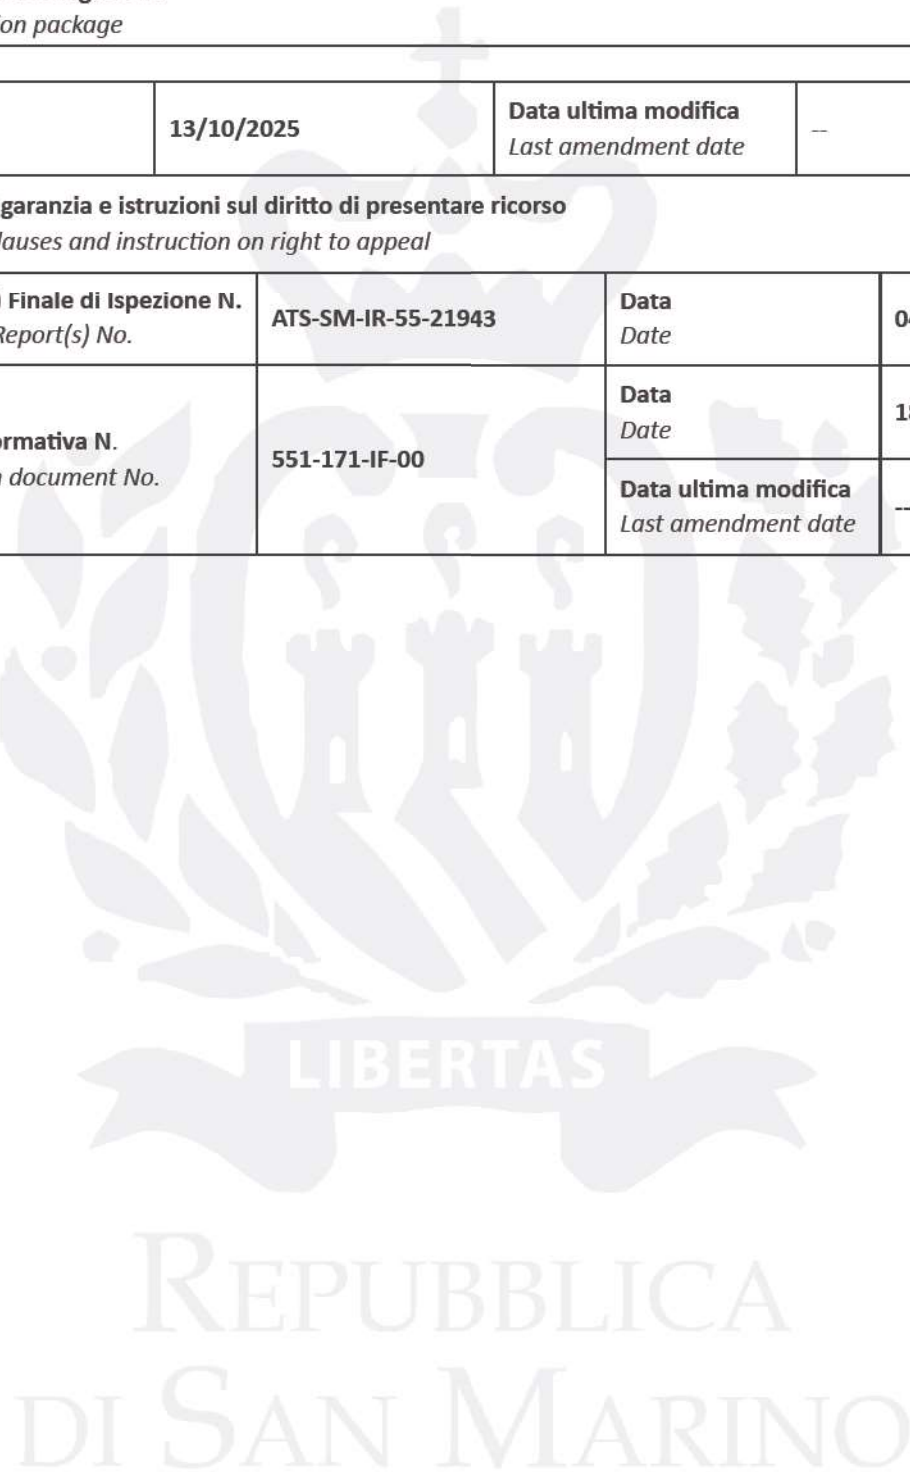 on package
13/10/2025
Data ultima modifica
Last amendment date
--
garanzia e istruzioni sul diritto di presentare ricorso
lauses and instruction on right to appeal
Finale di Ispezione N.
Report(s) No.
ATS-SM-IR-55-21943
Data
Date
ormativa N.
document No.
551-171-IF-00
Data
Date
Data ultima modifica
Last amendment date
--
LIBERTAS
REPUBBLICA
DI SAN MARINO